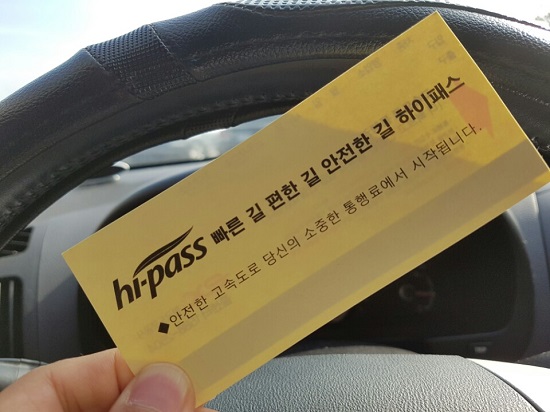 hi-pass 빠른 길 편한 길 안전한 길 하이패스
◆안전한 고속도로 당신의 소중한 통행료에서 시작됩니다.